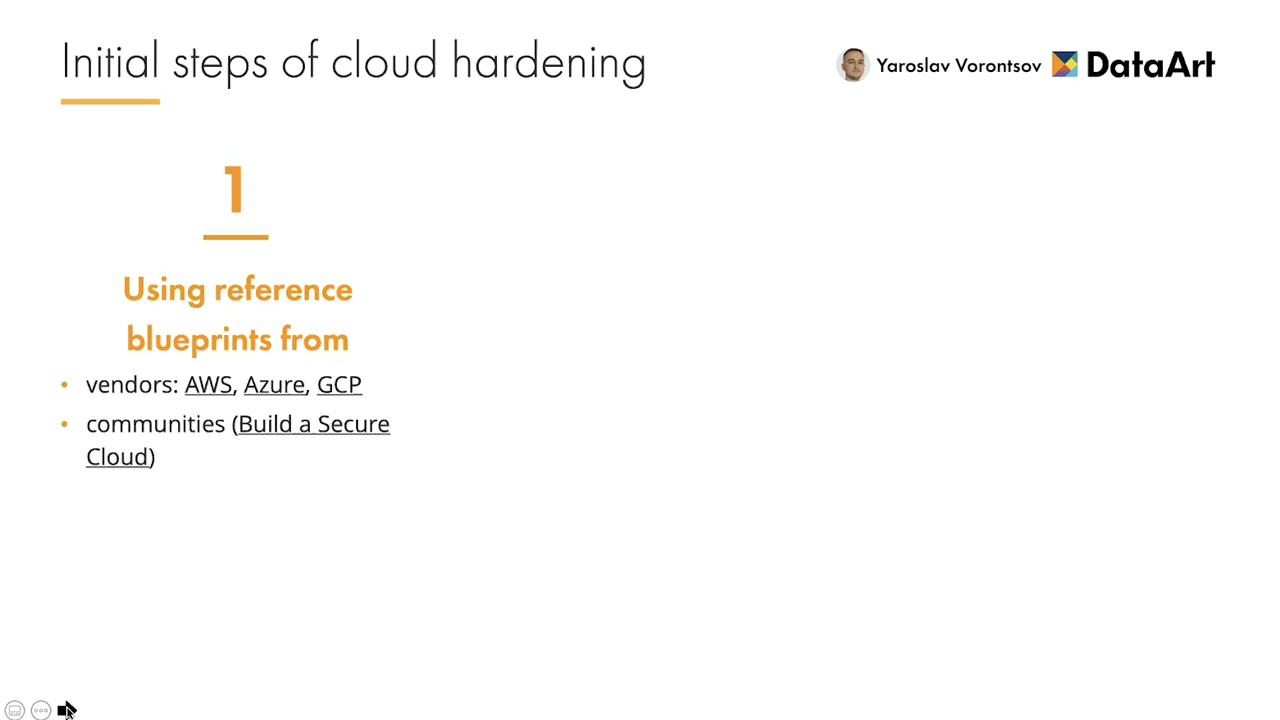 Initial steps of cloud hardening
Yaroslav Vorontsov
DataArt
1
Using reference
blueprints from
• vendors: AWS, Azure, GCP
• communities (Build a Secure
Cloud)